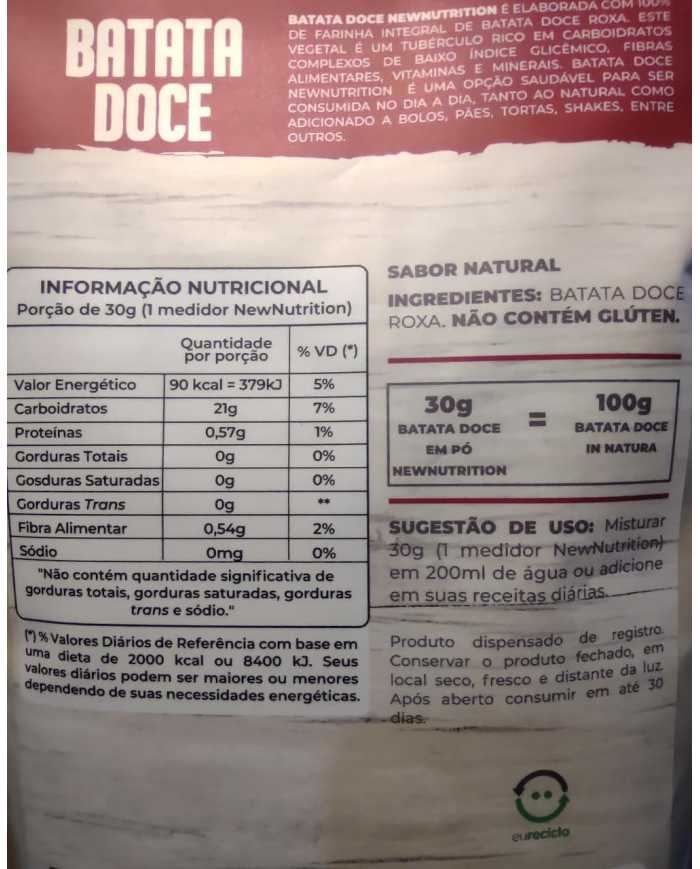 BATATA
DOCE
BATATA DOCE NEWNUTRITION É ELABORADA COM 100%
DE FARINHA INTEGRAL DE BATATA DOCE ROXA. ESTE
VEGETAL É UM TUBÉRCULO RICO EM CARBOIDRATOS
COMPLEXOS DE BAIXO ÍNDICE GLICÊMICO, FIBRAS
ALIMENTARES, VITAMINAS E MINERAIS. BATATA DOCE
NEWNUTRITION É UMA OPÇÃO SAUDÁVEL PARA SER
CONSUMIDA NO DIA A DIA, TANTO AO NATURAL COMO
ADICIONADO A BOLOS, PÃES, TORTAS, SHAKES, ENTRE
OUTROS.
INFORMAÇÃO NUTRICIONAL
Porção de 30g (1 medidor NewNutrition)
Quantidade
por porção % VD (*)
Valor Energético 90 kcal = 379kJ 5%
Carboidratos 21g 7%
Proteínas 0,57g 1%
Gorduras Totais 0g 0%
Gosduras Saturadas 0g 0%
Gorduras Trans 0g **
Fibra Alimentar 0,54g 2%
Sódio 0mg 0%
"Não contém quantidade significativa de
gorduras totais, gorduras saturadas, gorduras
trans e sódio."
(*) % Valores Diários de Referência com base em
uma dieta de 2000 kcal ou 8400 kJ. Seus
valores diários podem ser maiores ou menores
dependendo de suas necessidades energéticas.
SABOR NATURAL
INGREDIENTES: BATATA DOCE
ROXA. NÃO CONTÉM GLÚTEN.
30g = 100g
BATATA DOCE BATATA DOCE
EM PÓ IN NATURA
NEWNUTRITION
SUGESTÃO DE USO: Misturar
30g (1 medidor NewNutrition)
em 200ml de água ou adicione
em suas receitas diárias.
Produto dispensado de registro.
Conservar o produto fechado, em
local seco, fresco e distante da luz.
Após aberto consumir em até 30
dias.
eureciclo